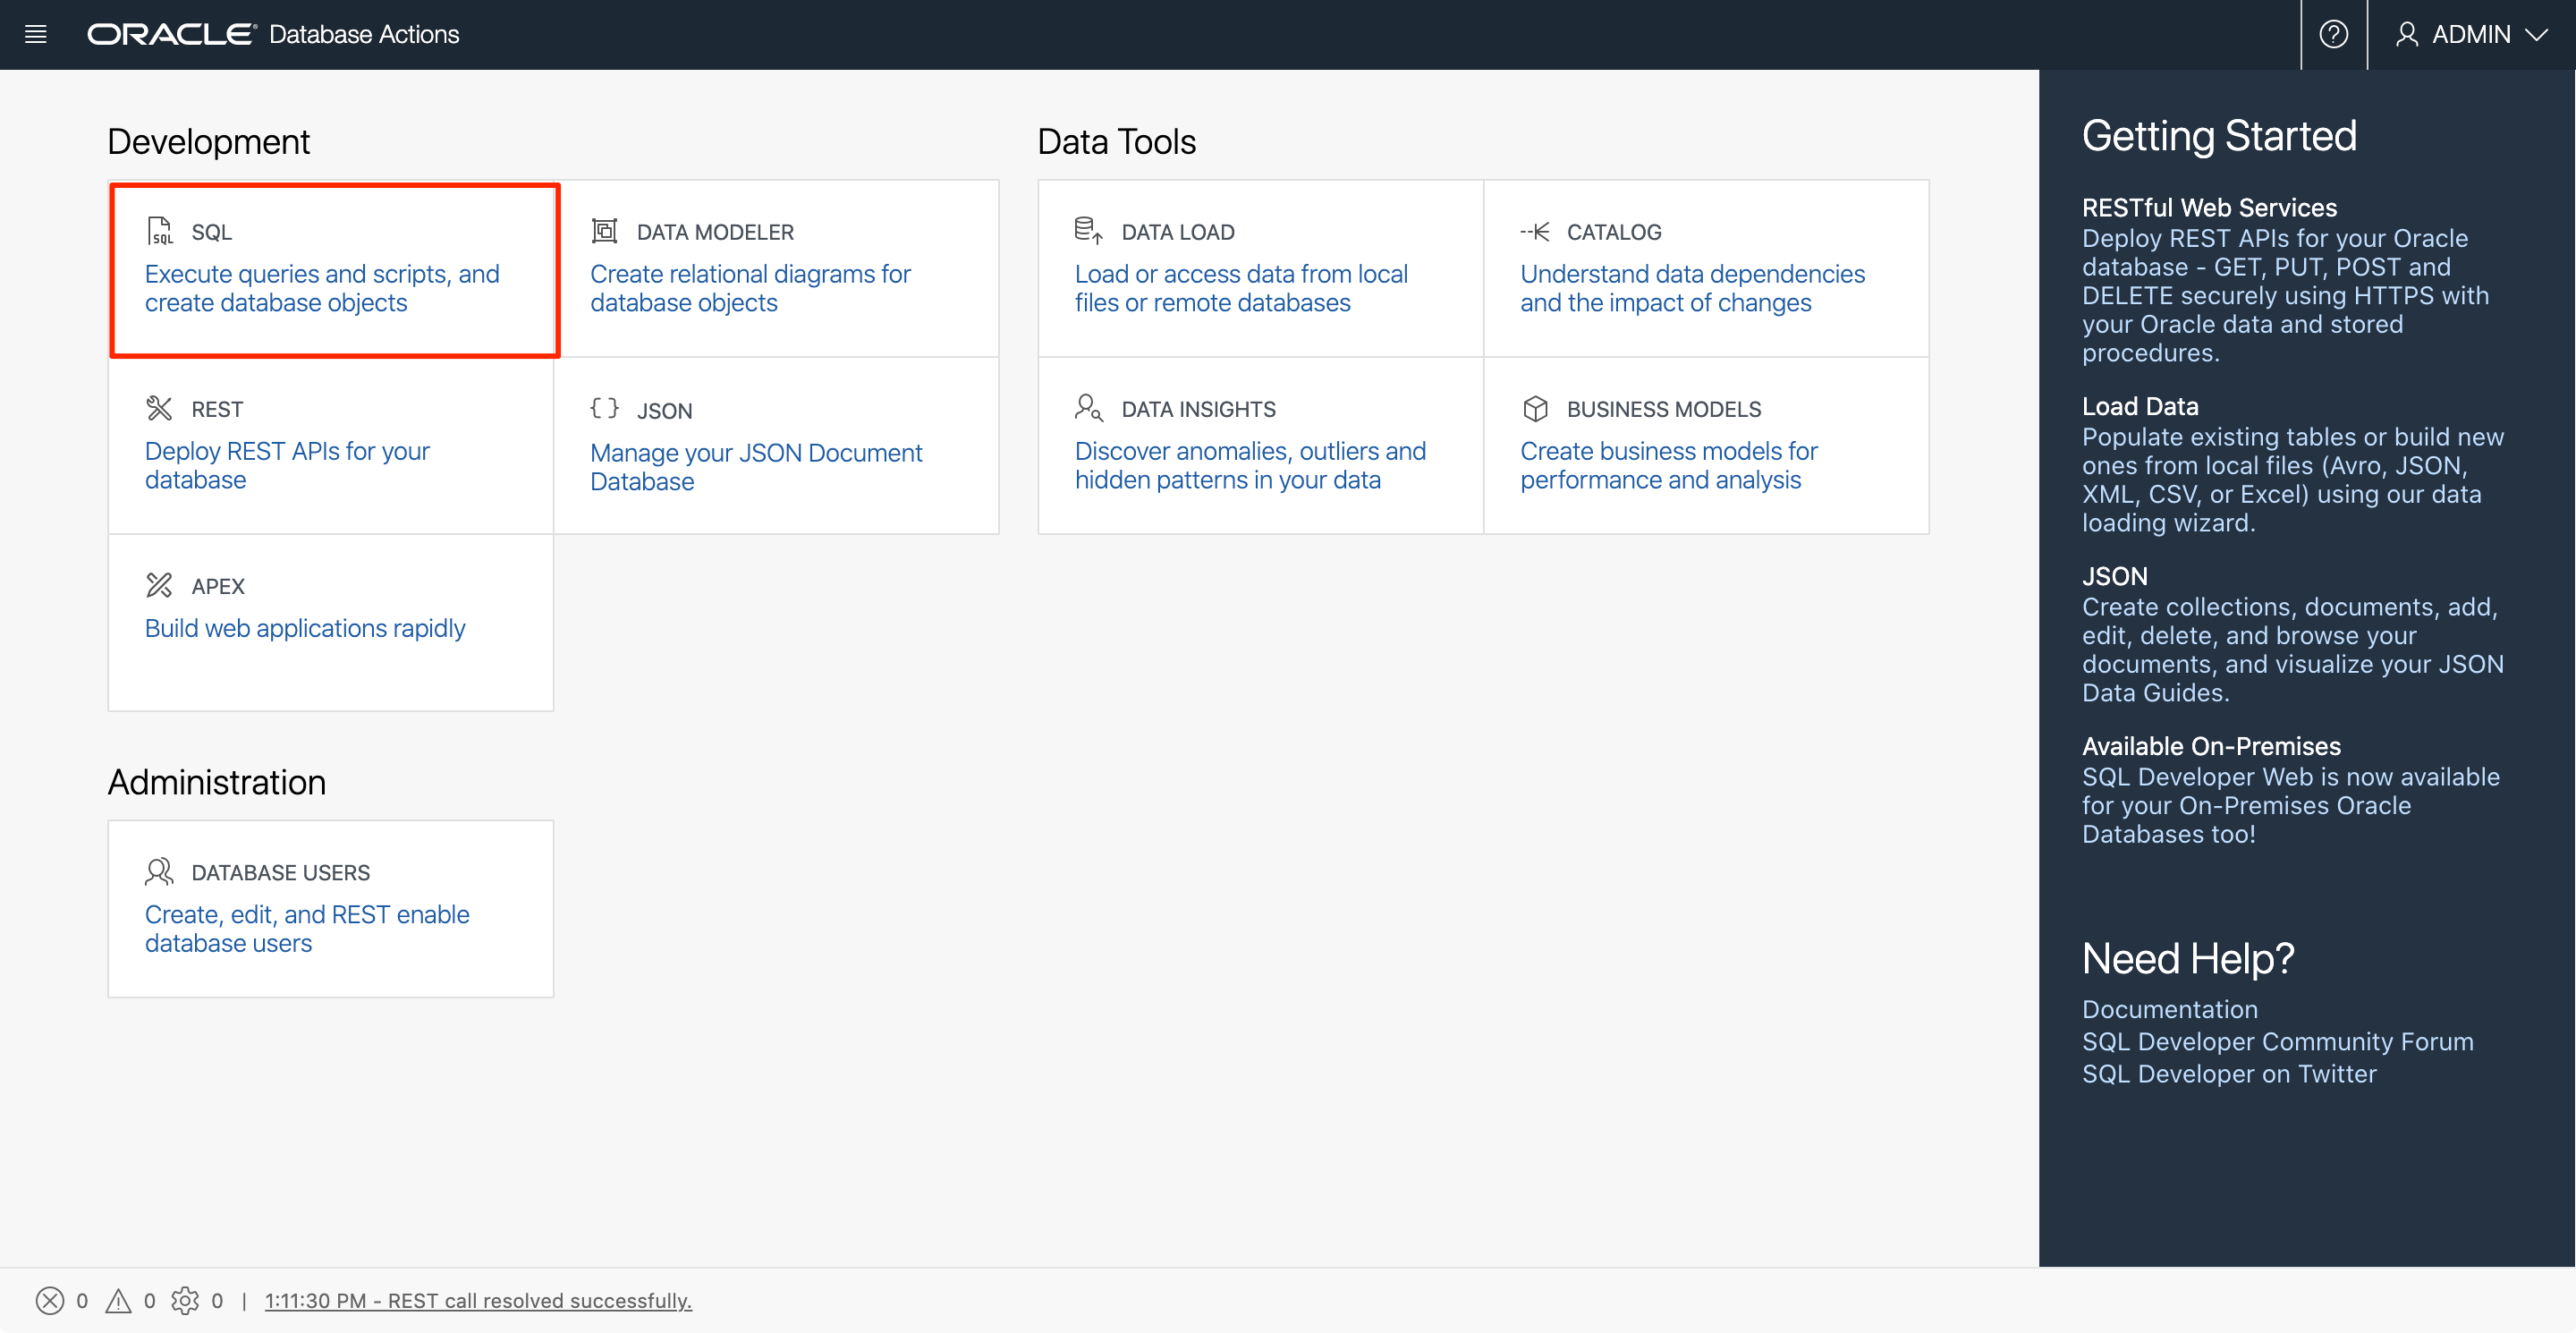 ORACLE® Database Actions
ADMIN
Development
SQL
Execute queries and scripts, and
create database objects
DATA MODELER
Create relational diagrams for
database objects
REST
Deploy REST APIs for your
database
JSON
Manage your JSON Document
Database
APEX
Build web applications rapidly
Data Tools
DATA LOAD
Load or access data from local
files or remote databases
CATALOG
Understand data dependencies
and the impact of changes
DATA INSIGHTS
Discover anomalies, outliers and
hidden patterns in your data
BUSINESS MODELS
Create business models for
performance and analysis
Administration
DATABASE USERS
Create, edit, and REST enable
database users
Getting Started
RESTful Web Services
Deploy REST APIs for your Oracle
database - GET, PUT, POST and
DELETE securely using HTTPS with
your Oracle data and stored
procedures.
Load Data
Populate existing tables or build new
ones from local files (Avro, JSON,
XML, CSV, or Excel) using our data
loading wizard.
JSON
Create collections, documents, add,
edit, delete, and browse your
documents, and visualize your JSON
Data Guides.
Available On-Premises
SQL Developer Web is now available
for your On-Premises Oracle
Databases too!
Need Help?
Documentation
SQL Developer Community Forum
SQL Developer on Twitter
0 0 0 | 1:11:30 PM - REST call resolved successfully.